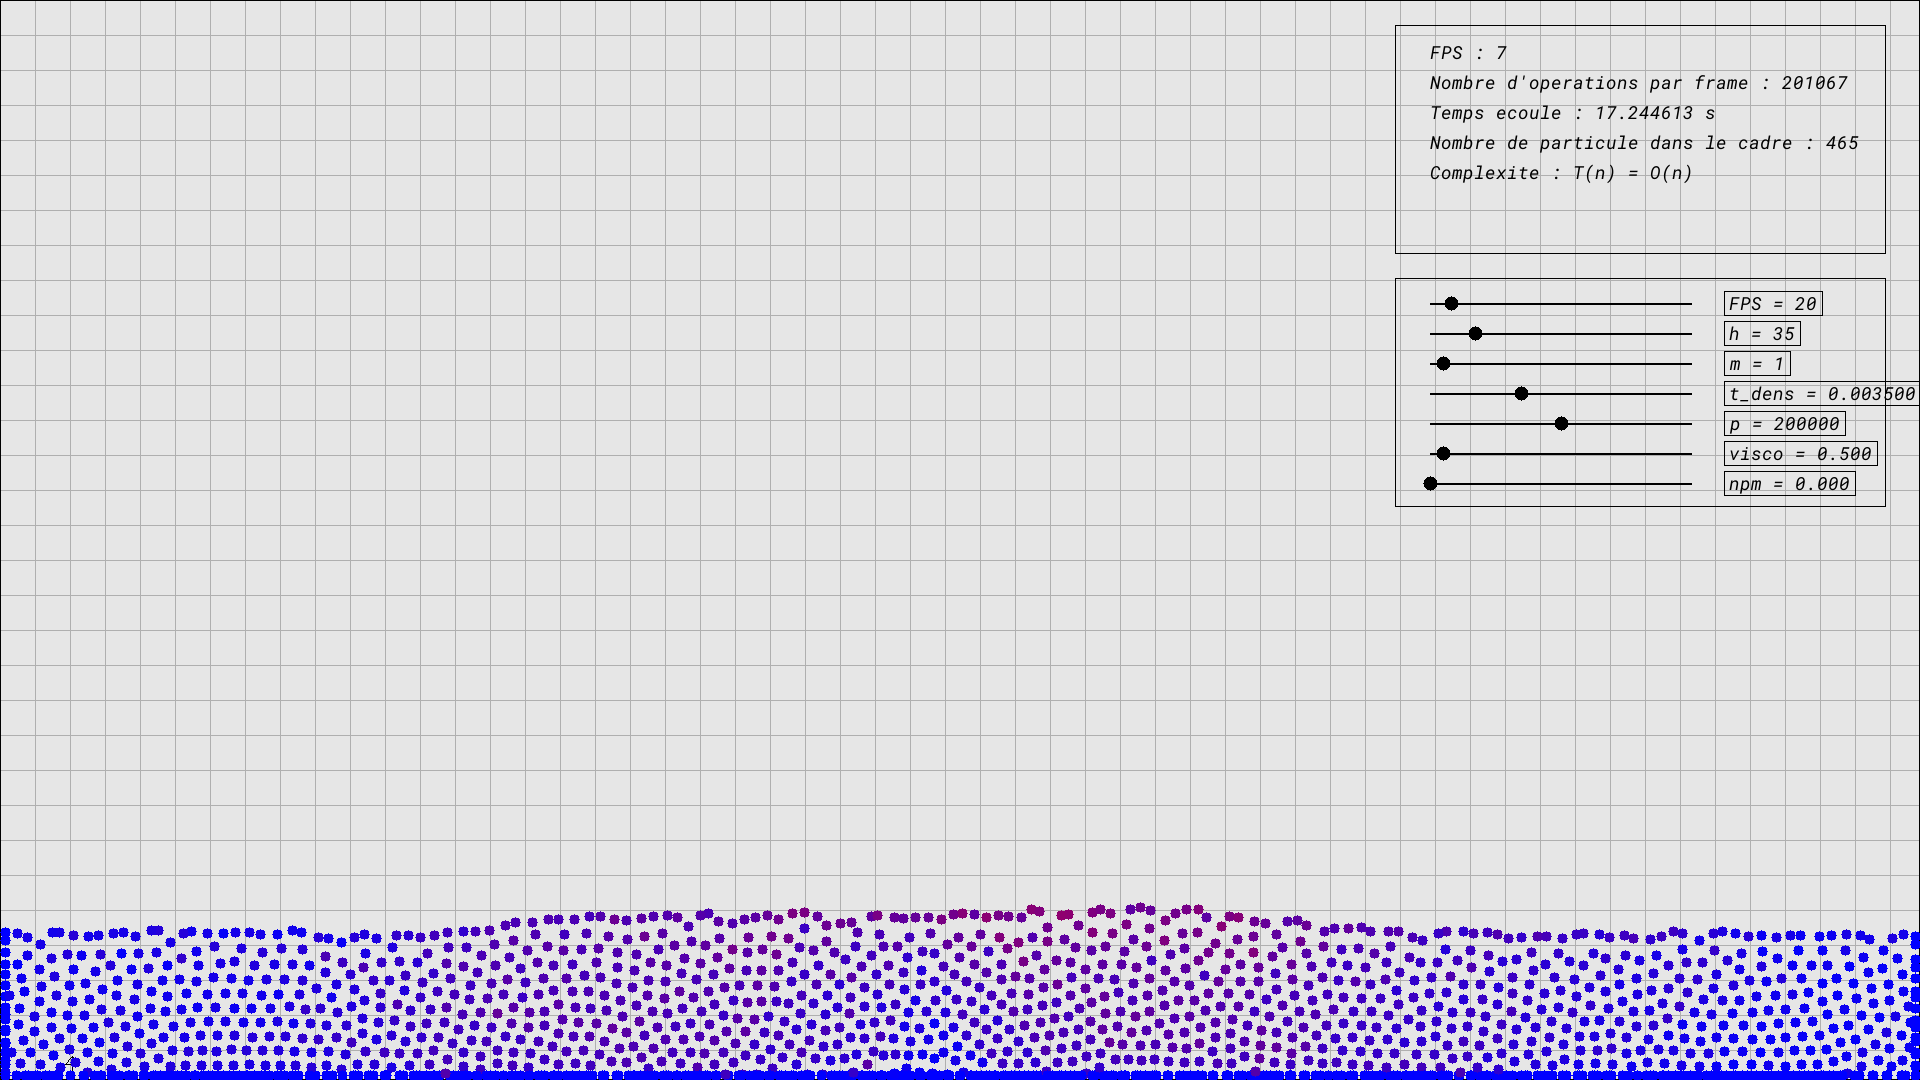 FPS : 7
Nombre d'operations par frame : 201067
Temps ecoule : 17.244613 s
Nombre de particule dans le cadre : 465
Complexite : T(n) = O(n)
FPS = 20
h = 35
m = 1
t_dens = 0.003500
p = 200000
visco = 0.500
npm = 0.000